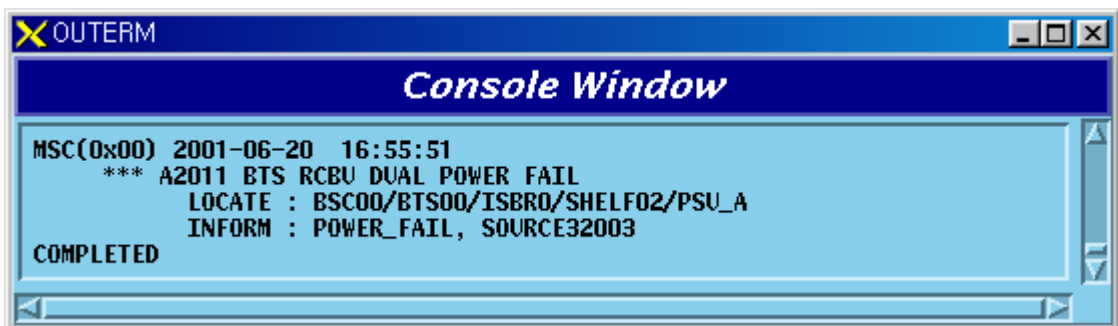 OUTERM
Console Window
MSC(0x00) 2001-06-20 16:55:51
*** A2011 BTS RCBU DUAL POWER FAIL
LOCATE : BSC00/BTS00/ISBR0/SHELF02/PSU_A
INFORM : POWER_FAIL, SOURCE32003
COMPLETED